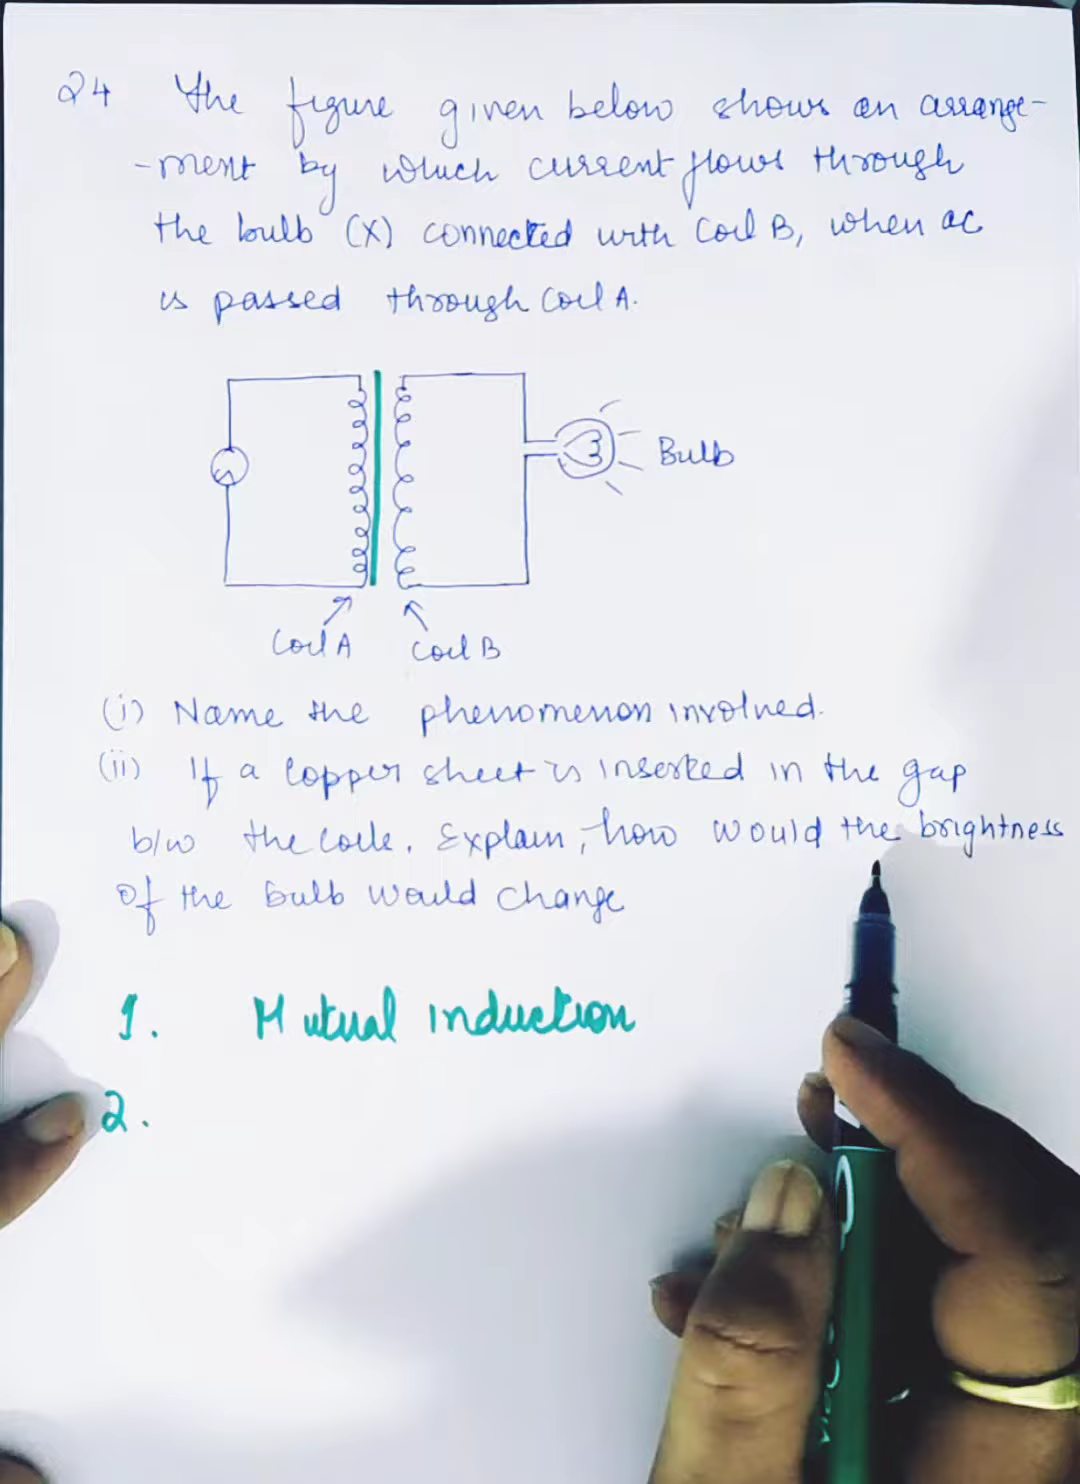 Q4 The figure given below shows an arrange-
-ment by which current flows through
the bulb (X) connected with Coil B, when ac
is passed through Coil A.
Bulb
Coil A Coil B
(i) Name the phenomenon involved.
(ii) If a Copper sheet is inserted in the gap
b/w the coils. Explain, how would the brightness
of the bulb would change
1. Mutual induction
2.